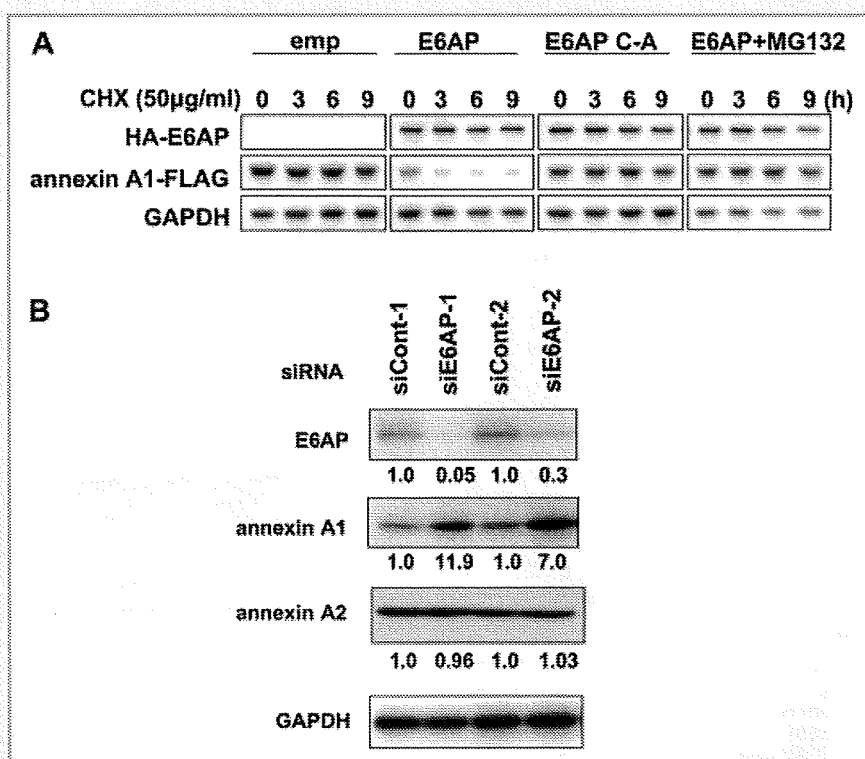 A
emp E6AP E6AP C-A E6AP+MG132
CHX (50µg/ml) 0 3 6 9 0 3 6 9 0 3 6 9 0 3 6 9 (h)
HA-E6AP
annexin A1-FLAG
GAPDH
B
siRNA siCont-1 siE6AP-1 siCont-2 siE6AP-2
E6AP
1.0 0.05 1.0 0.3
annexin A1
1.0 11.9 1.0 7.0
annexin A2
1.0 0.96 1.0 1.03
GAPDH